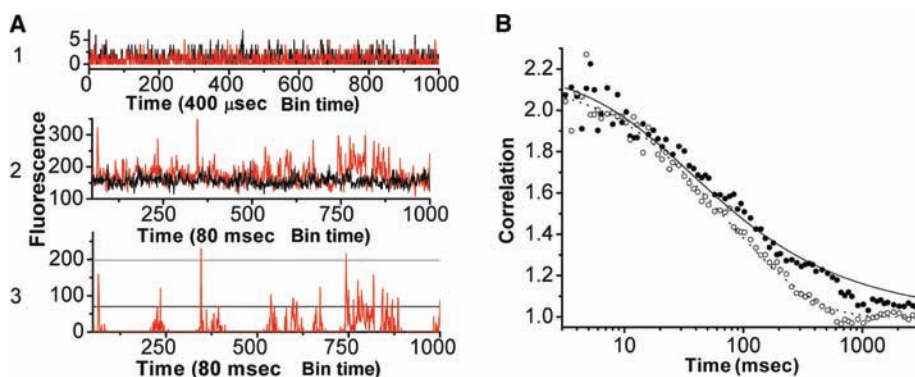 A
1
5
0
0 200 400 600 800 1000
Time (400 μsec Bin time)
Fluorescence
2
300
200
100
250 500 750 1000
Time (80 msec Bin time)
3
200
100
0
250 500 750 1000
Time (80 msec Bin time)
B
Correlation
2.2
2.0
1.8
1.6
1.4
1.2
1.0
10 100 1000
Time (msec)